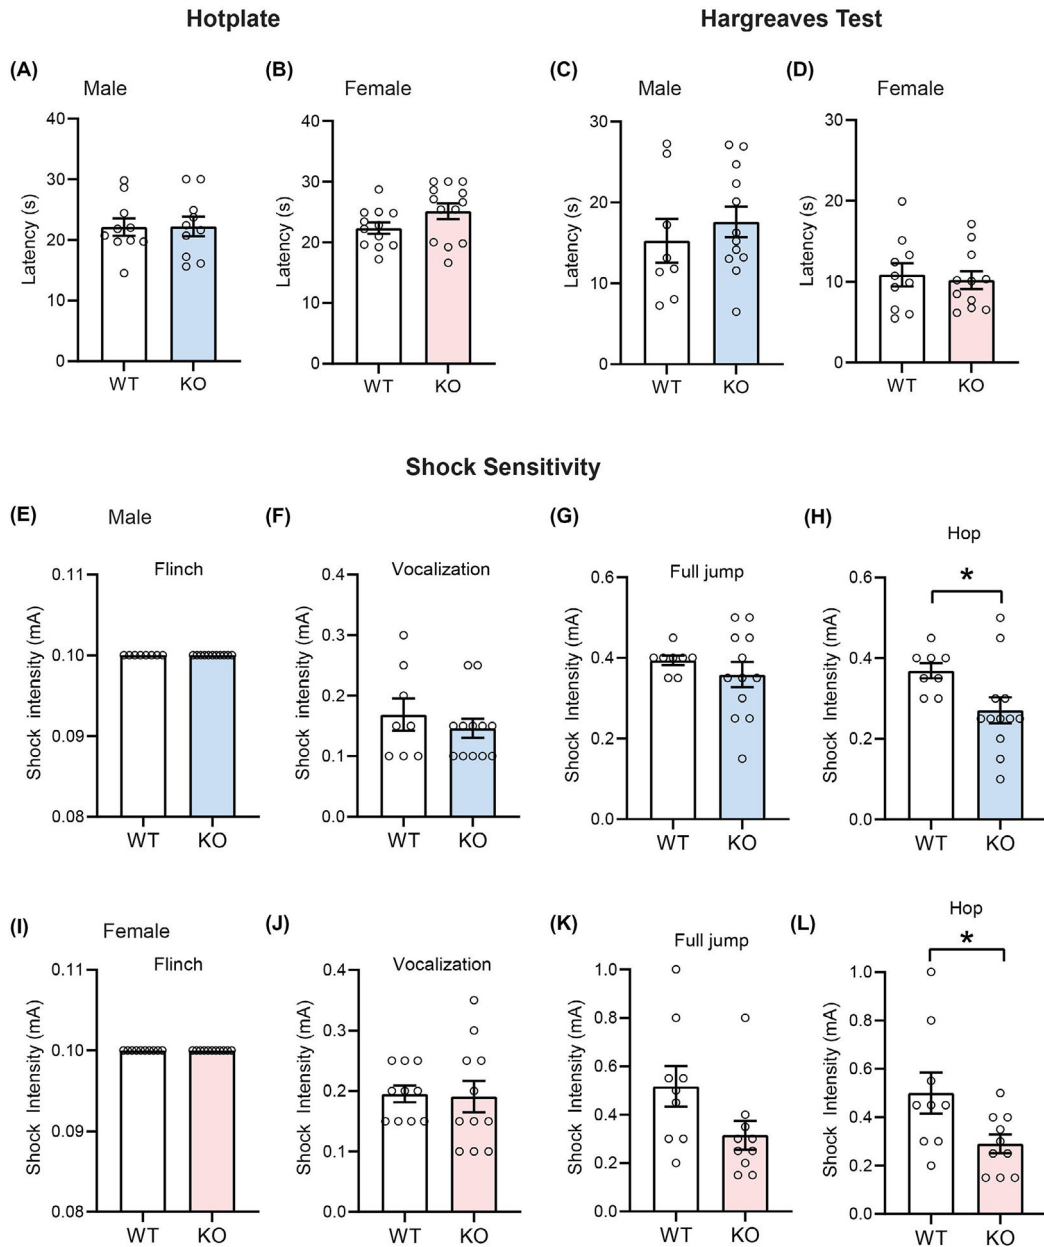 Hotplate
Hargreaves Test
(A)
Male
(B)
Female
(C)
Male
(D)
Female
Latency (s)
40
30
20
10
0
WT
KO
Latency (s)
40
30
20
10
0
WT
KO
Latency (s)
30
20
10
0
WT
KO
Latency (s)
30
20
10
0
WT
KO
Shock Sensitivity
(E)
Male
Flinch
Shock intensity (mA)
0.11
0.10
0.09
0.08
WT
KO
(F)
Vocalization
Shock Intensity (mA)
0.4
0.3
0.2
0.1
0.0
WT
KO
(G)
Full jump
Shock Intensity (mA)
0.6
0.4
0.2
0.0
WT
KO
(H)
Hop
*
Shock Intensity (mA)
0.6
0.4
0.2
0.0
WT
KO
(I)
Female
Flinch
Shock Intensity (mA)
0.11
0.10
0.09
0.08
WT
KO
(J)
Vocalization
Shock Intensity (mA)
0.4
0.3
0.2
0.1
0.0
WT
KO
(K)
Full jump
Shock Intensity (mA)
1.0
0.8
0.6
0.4
0.2
0.0
WT
KO
(L)
Hop
*
Shock Intensity (mA)
1.0
0.8
0.6
0.4
0.2
0.0
WT
KO